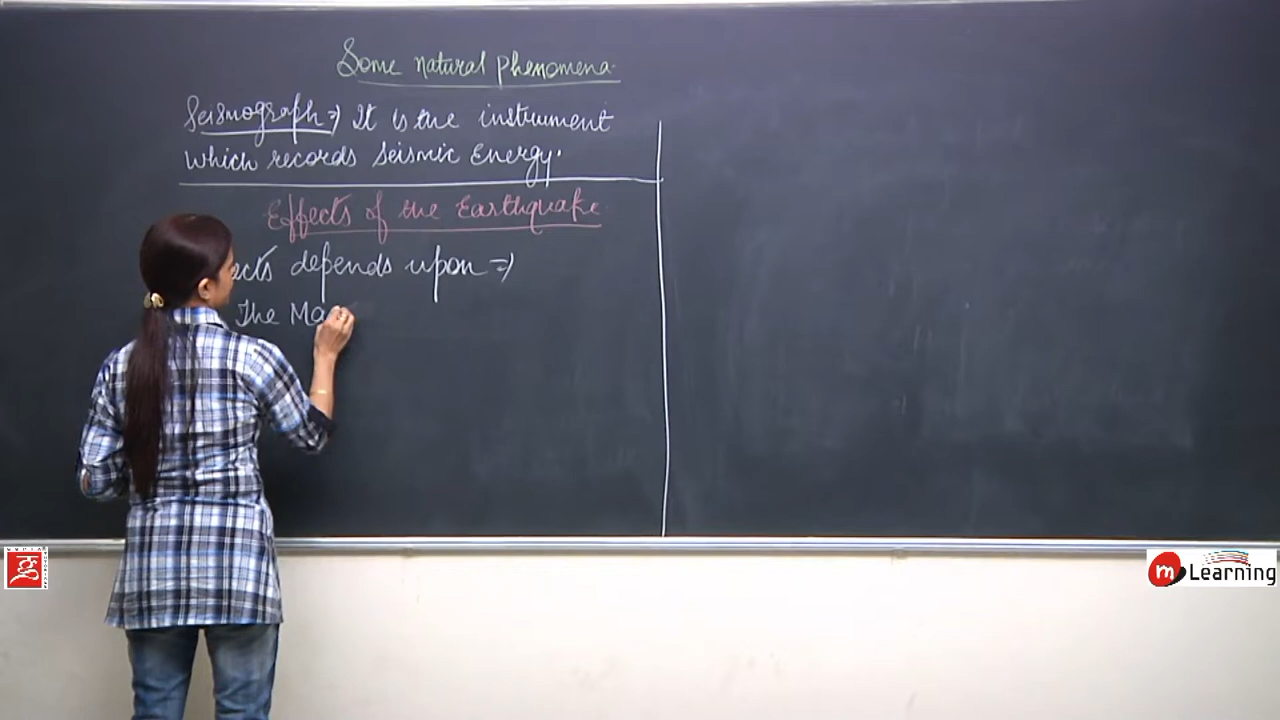 Some natural Phenomena.
Seismograph ⇒ It is the instrument
which records Seismic Energy.
Effects of the Earthquake
ects depends upon ⇒
The Ma
m Learning